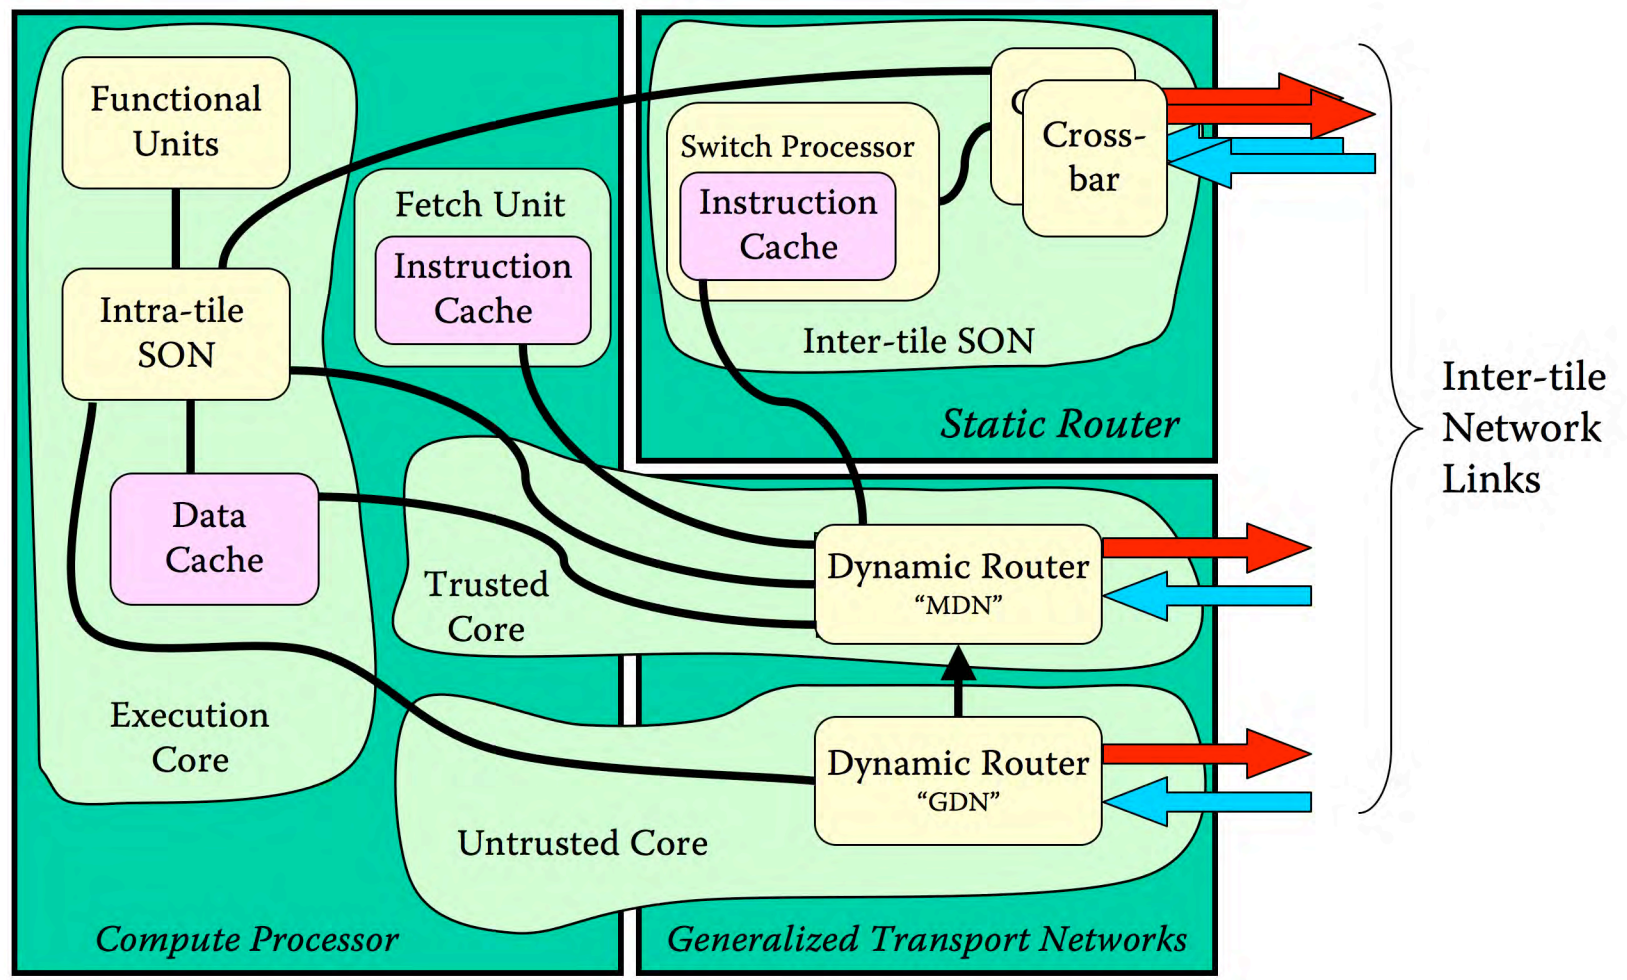 Functional
Units
Intra-tile
SON
Data
Cache
Execution
Core
Fetch Unit
Instruction
Cache
Trusted
Core
Untrusted Core
Compute Processor
Switch Processor
Instruction
Cache
C
Cross-
bar
Inter-tile SON
Static Router
Dynamic Router
“MDN”
Dynamic Router
“GDN”
Generalized Transport Networks
Inter-tile
Network
Links